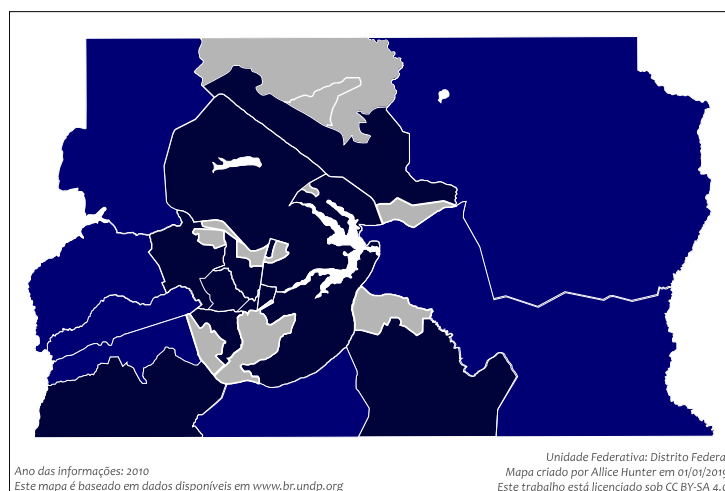 Ano das informações: 2010
Este mapa é baseado em dados disponíveis em www.br.undp.org
Unidade Federativa: Distrito Federa
Mapa criado por Allice Hunter em 01/01/2019
Este trabalho está licenciado sob CC BY-SA 4.0